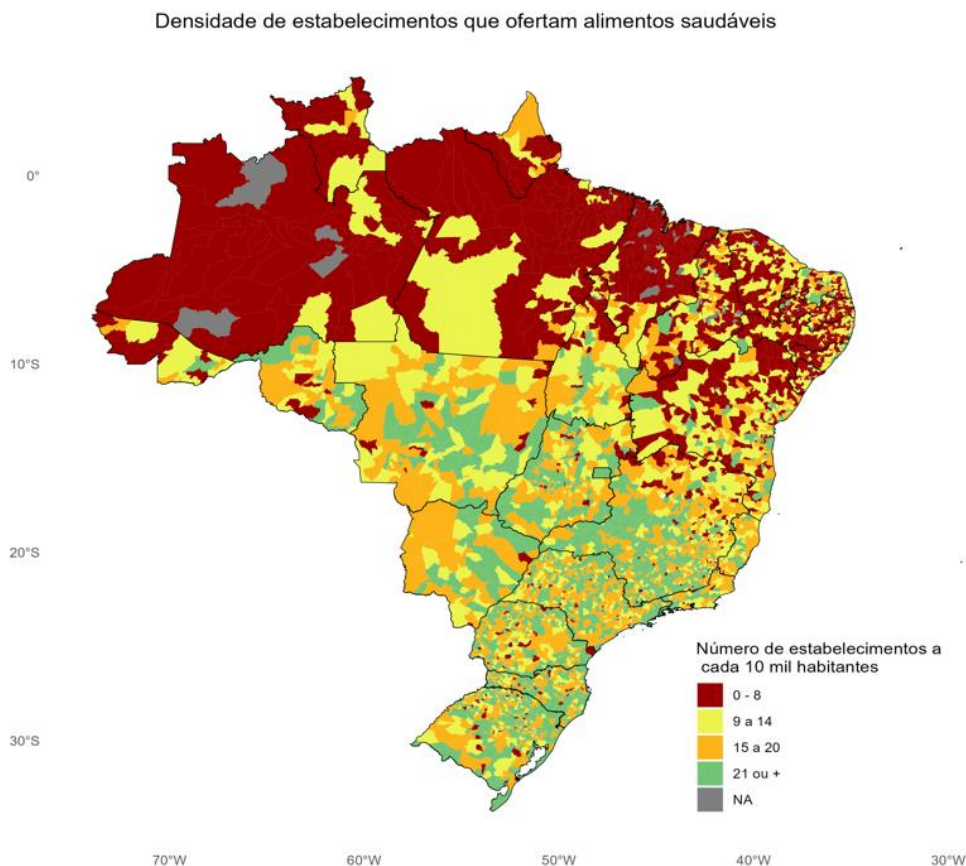 Densidade de estabelecimentos que ofertam alimentos saudáveis
0°
10°S
20°S
30°S
Número de estabelecimentos a
cada 10 mil habitantes
0 - 8
9 a 14
15 a 20
21 ou +
NA
70°W
60°W
50°W
40°W
30°W